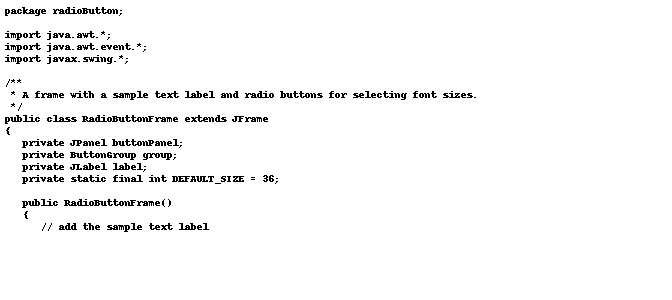 package radioButton;

import java.awt.*;
import java.awt.event.*;
import javax.swing.*;

/**
 * A frame with a sample text label and radio buttons for selecting font sizes.
 */
public class RadioButtonFrame extends JFrame
{
   private JPanel buttonPanel;
   private ButtonGroup group;
   private JLabel label;
   private static final int DEFAULT_SIZE = 36;

   public RadioButtonFrame()
   {
      // add the sample text label